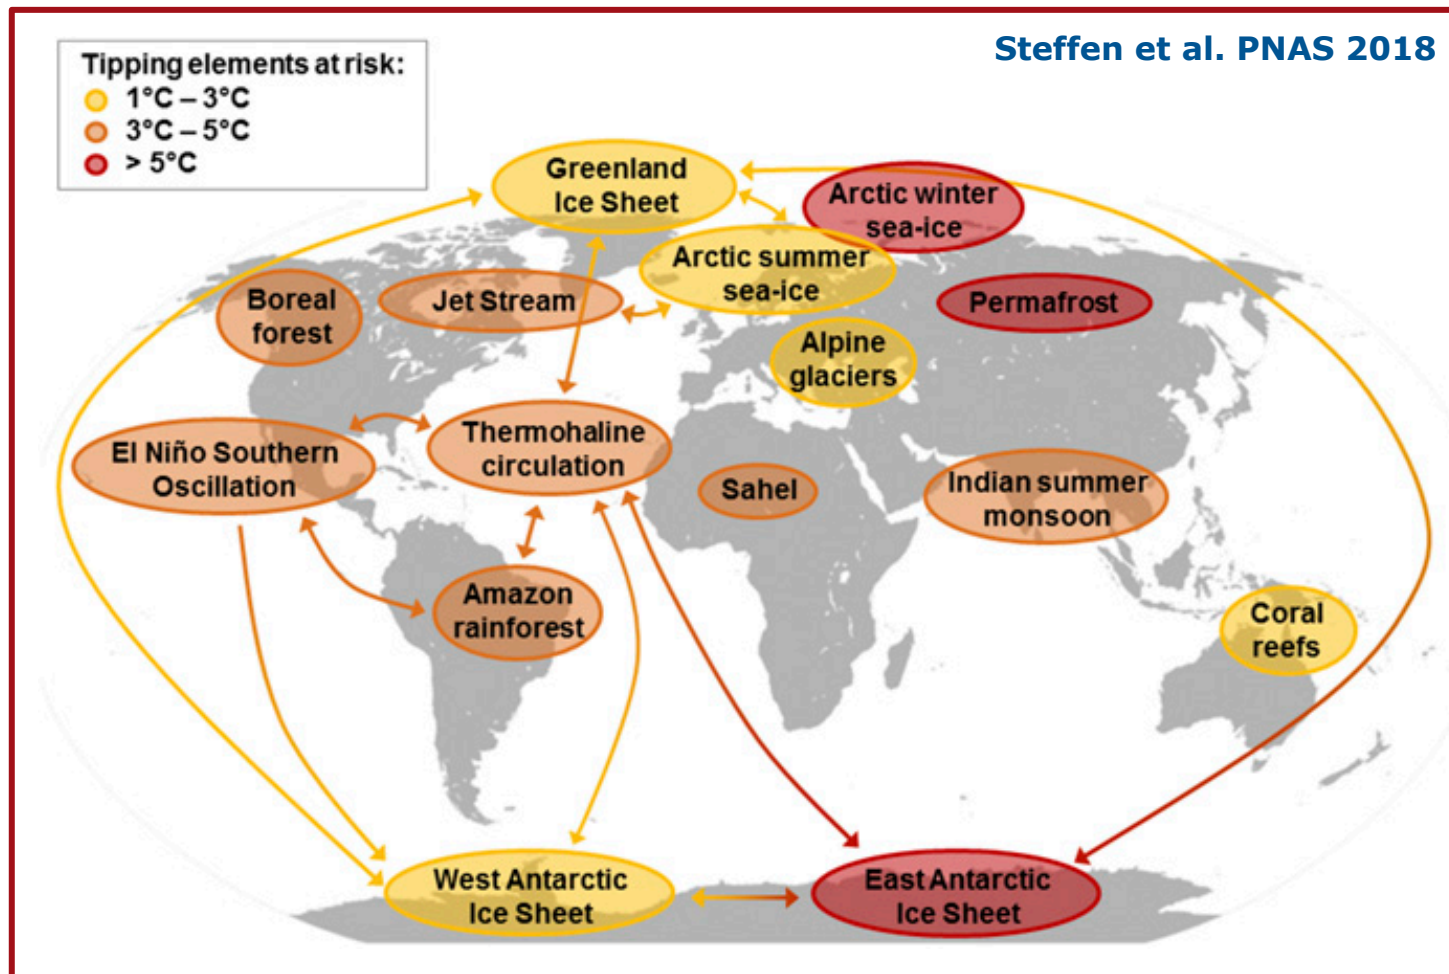 Steffen et al. PNAS 2018
Tipping elements at risk:
1°C – 3°C
3°C – 5°C
> 5°C
Greenland
Ice Sheet
Arctic winter
sea-ice
Arctic summer
sea-ice
Boreal
forest
Jet Stream
Permafrost
Alpine
glaciers
El Niño Southern
Oscillation
Thermohaline
circulation
Sahel
Indian summer
monsoon
Amazon
rainforest
Coral
reefs
West Antarctic
Ice Sheet
East Antarctic
Ice Sheet